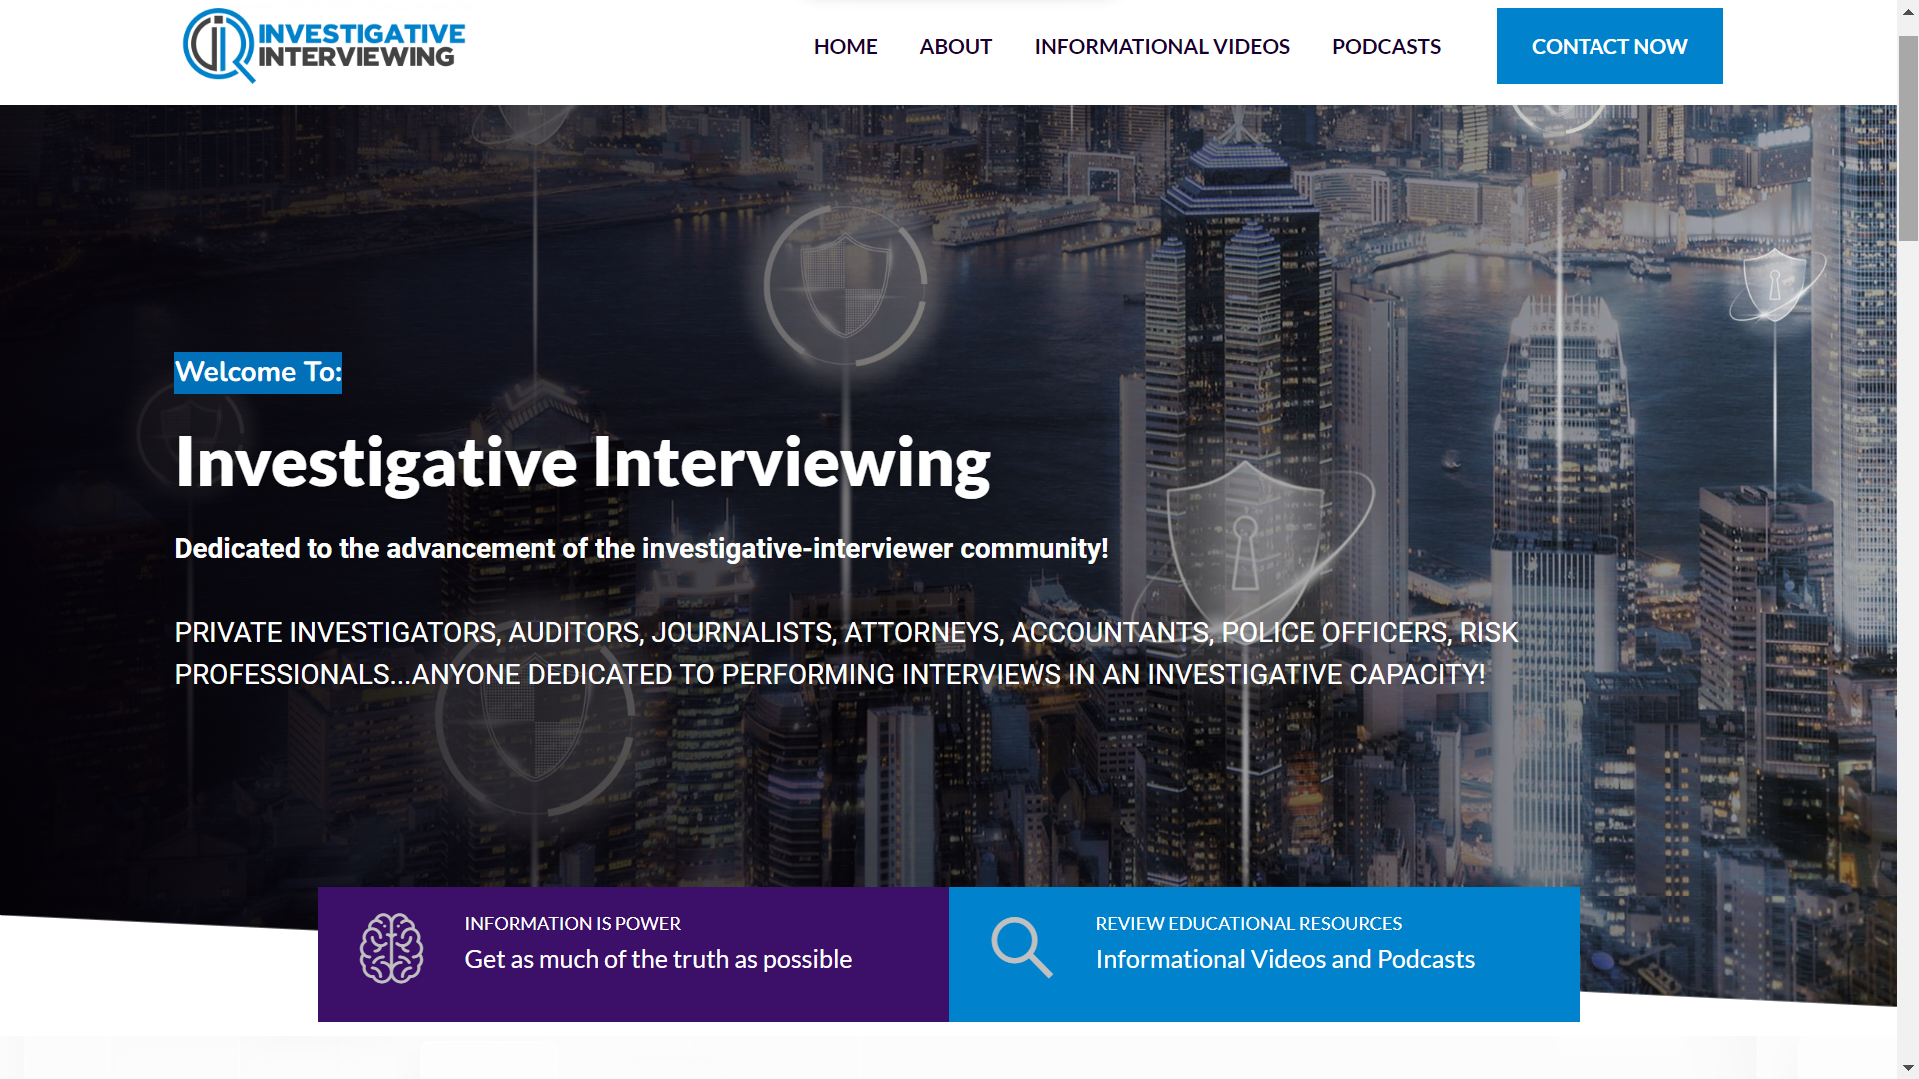 INVESTIGATIVE
INTERVIEWING
HOME ABOUT INFORMATIONAL VIDEOS PODCASTS CONTACT NOW
Welcome To:
Investigative Interviewing
Dedicated to the advancement of the investigative-interviewer community!
PRIVATE INVESTIGATORS, AUDITORS, JOURNALISTS, ATTORNEYS, ACCOUNTANTS, POLICE OFFICERS, RISK
PROFESSIONALS...ANYONE DEDICATED TO PERFORMING INTERVIEWS IN AN INVESTIGATIVE CAPACITY!
INFORMATION IS POWER
Get as much of the truth as possible
REVIEW EDUCATIONAL RESOURCES
Informational Videos and Podcasts